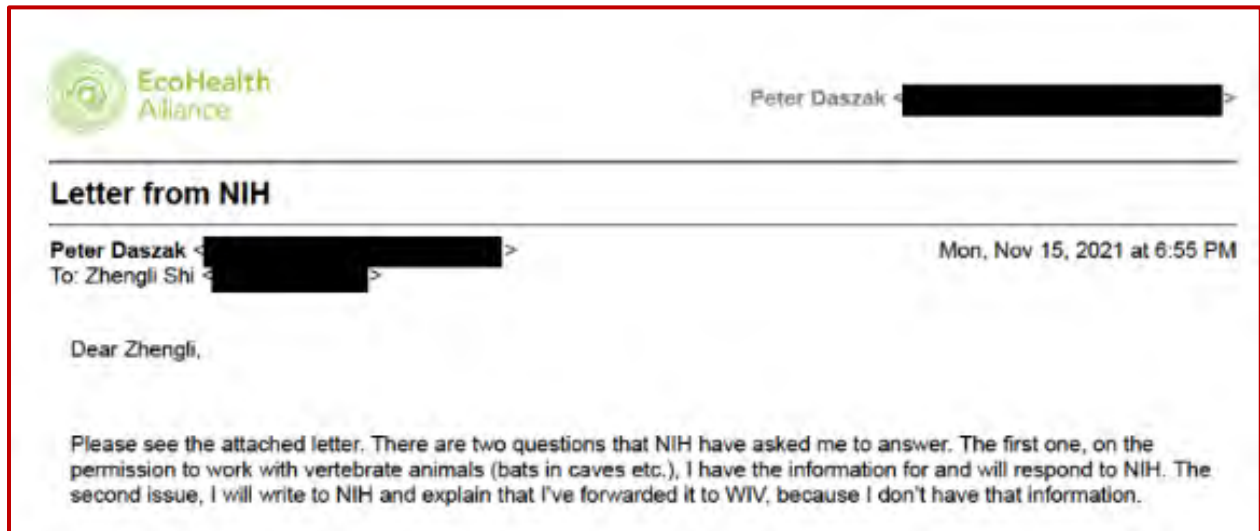 EcoHealth
Alliance
Peter Daszak < >
Letter from NIH
Peter Daszak < >
Mon, Nov 15, 2021 at 6:55 PM
To: Zhengli Shi < >
Dear Zhengli,
Please see the attached letter. There are two questions that NIH have asked me to answer. The first one, on the
permission to work with vertebrate animals (bats in caves etc.), I have the information for and will respond to NIH. The
second issue, I will write to NIH and explain that I've forwarded it to WIV, because I don't have that information.